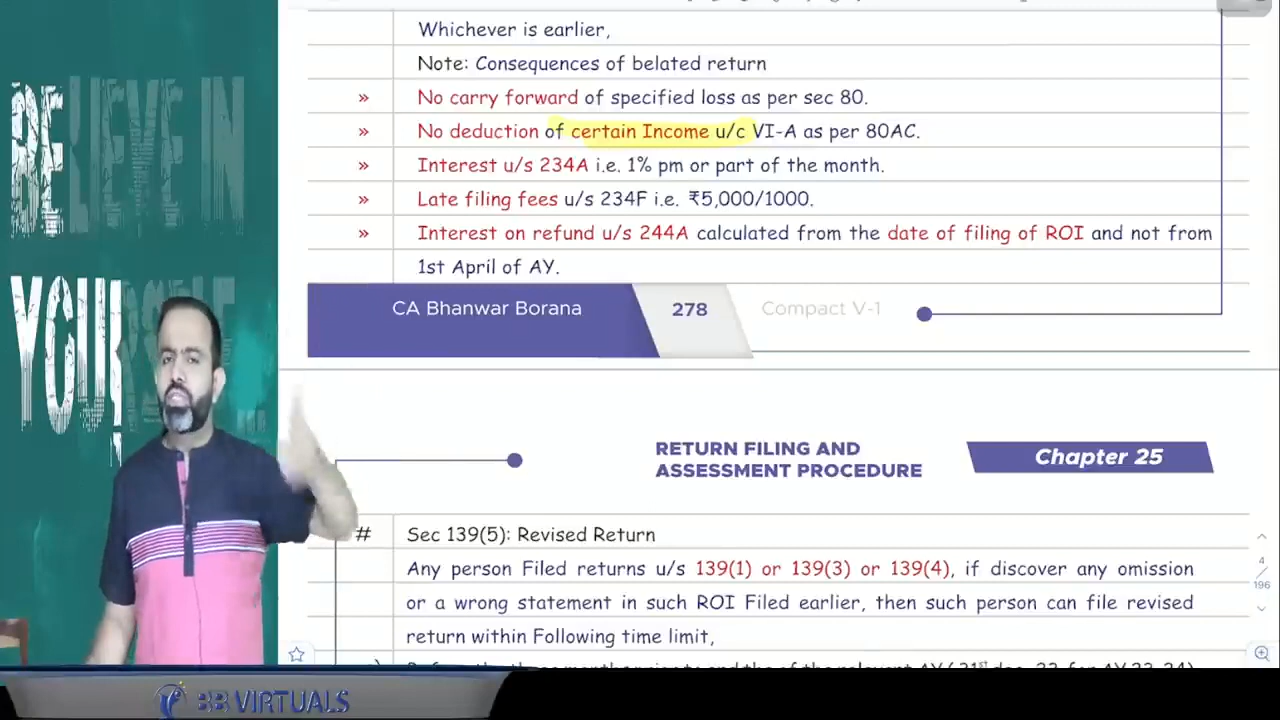 BELIEVE IN
YOURSELF...
Whichever is earlier,
Note: Consequences of belated return
» No carry forward of specified loss as per sec 80.
» No deduction of certain Income u/c VI-A as per 80AC.
» Interest u/s 234A i.e. 1% pm or part of the month.
» Late filing fees u/s 234F i.e. ₹5,000/1000.
» Interest on refund u/s 244A calculated from the date of filing of ROI and not from
1st April of AY.
CA Bhanwar Borana 278 Compact V-1
RETURN FILING AND
ASSESSMENT PROCEDURE
Chapter 25
# Sec 139(5): Revised Return
Any person Filed returns u/s 139(1) or 139(3) or 139(4), if discover any omission
or a wrong statement in such ROI Filed earlier, then such person can file revised
return within Following time limit,
4
196
BB VIRTUALS